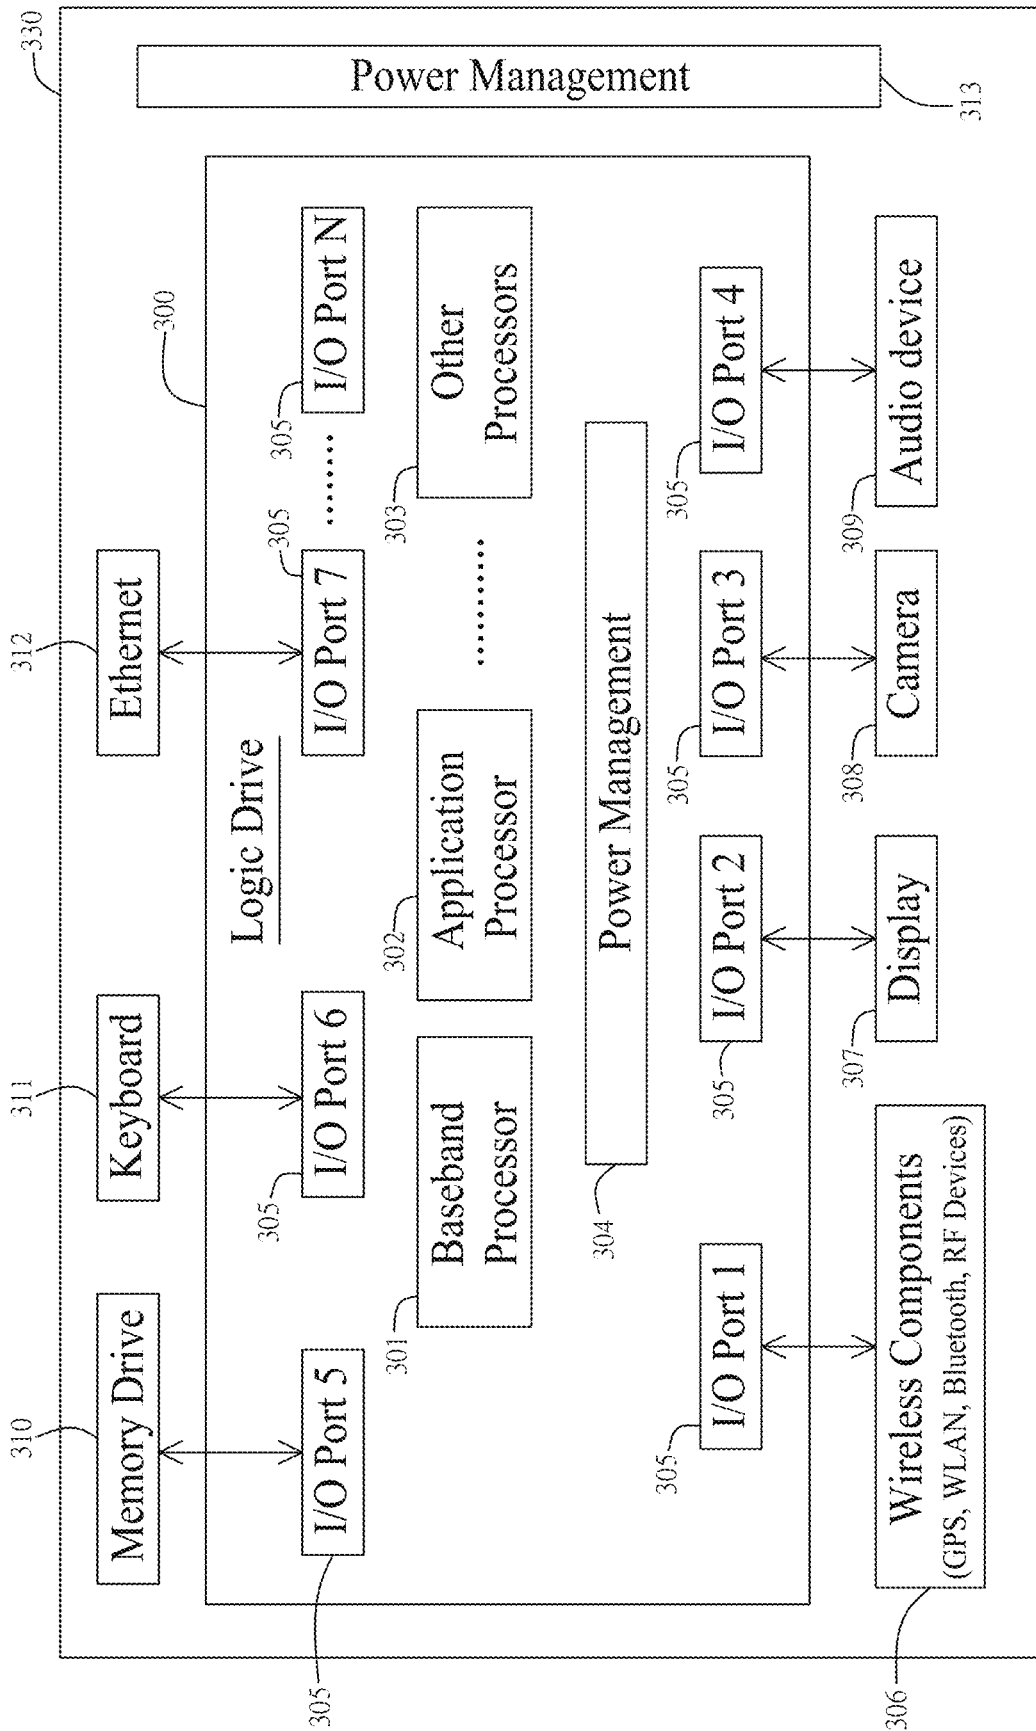 330
310
311
312
Memory Drive
Keyboard
Ethernet
300
Logic Drive
I/O Port 5
I/O Port 6
I/O Port 7
........
I/O Port N
305
305
305
305
301
302
303
Baseband
Processor
Application
Processor
.........
Other
Processors
Power Management
304
305
305
305
305
I/O Port 1
I/O Port 2
I/O Port 3
I/O Port 4
Wireless Components
(GPS, WLAN, Bluetooth, RF Devices)
Display
Camera
Audio device
306
307
308
309
Power Management
313